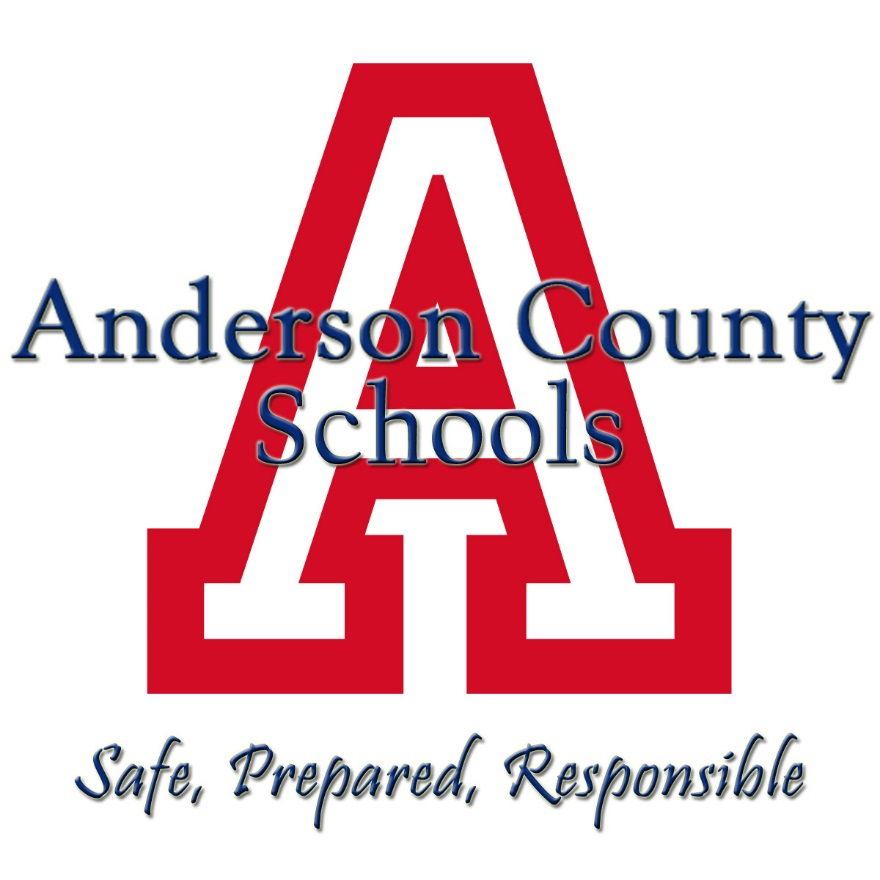 A
Anderson County
Schools
Safe, Prepared, Responsible